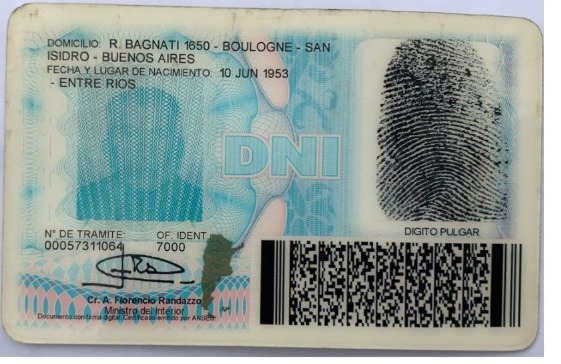 DOMICILIO: R. BAGNATI 1650 - BOULOGNE - SAN
ISIDRO - BUENOS AIRES
FECHA Y LUGAR DE NACIMIENTO: 10 JUN 1953
- ENTRE RIOS
DNI
DIGITO PULGAR
N° DE TRAMITE: OF. IDENT.
00057311064 7000
Cr. A. Florencio Randazzo
Ministro del Interior
Documento con firma digital. Certificado emitido por ANSES.